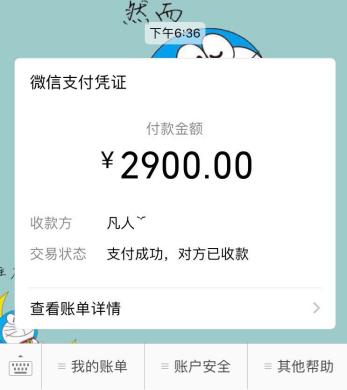 然而
下午6:36
微信支付凭证
付款金额
¥2900.00
收款方 凡人
交易状态 支付成功，对方已收款
查看账单详情
我的账单 账户安全 其他帮助